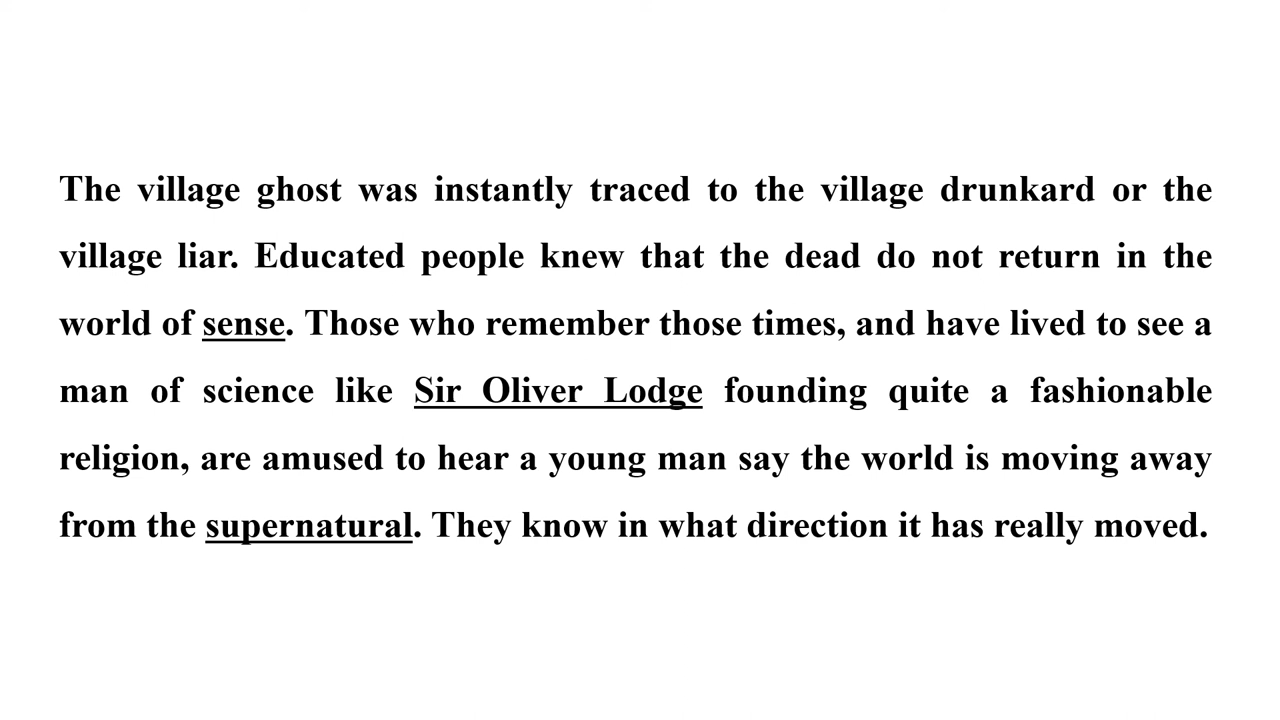 The village ghost was instantly traced to the village drunkard or the
village liar. Educated people knew that the dead do not return in the
world of sense. Those who remember those times, and have lived to see a
man of science like Sir Oliver Lodge founding quite a fashionable
religion, are amused to hear a young man say the world is moving away
from the supernatural. They know in what direction it has really moved.